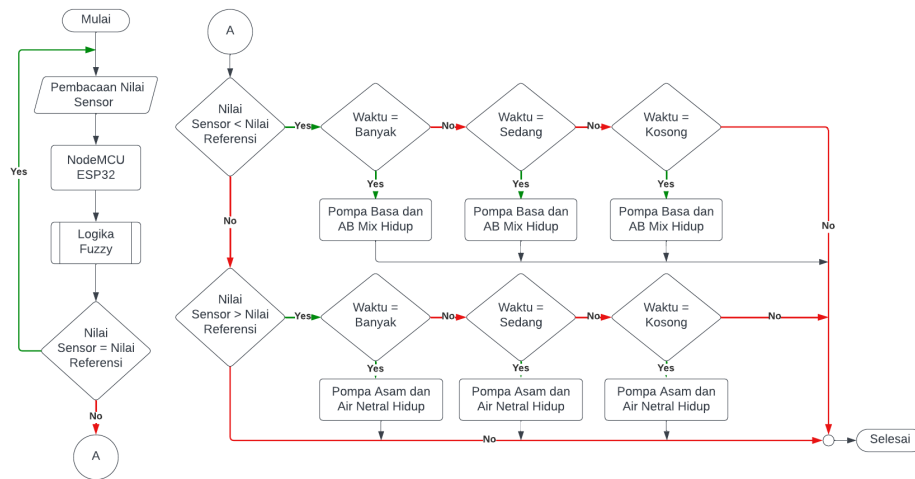 Mulai
Pembacaan Nilai
Sensor
NodeMCU
ESP32
Yes
Logika
Fuzzy
Nilai
Sensor = Nilai
Referensi
No
A
A
Nilai
Sensor < Nilai
Referensi
Yes
Waktu =
Banyak
No
Waktu =
Sedang
No
Waktu =
Kosong
Yes
Yes
Yes
Pompa Basa dan
AB Mix Hidup
Pompa Basa dan
AB Mix Hidup
Pompa Basa dan
AB Mix Hidup
No
No
Nilai
Sensor > Nilai
Referensi
Yes
Waktu =
Banyak
No
Waktu =
Sedang
No
Waktu =
Kosong
No
Yes
Yes
Yes
Pompa Asam dan
Air Netral Hidup
Pompa Asam dan
Air Netral Hidup
Pompa Asam dan
Air Netral Hidup
No
Selesai